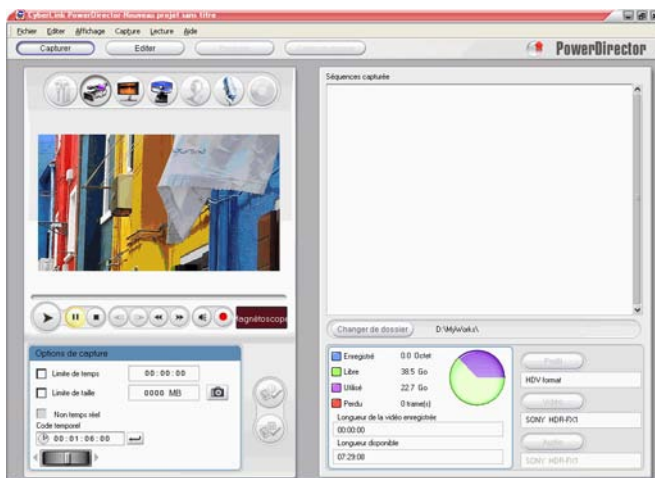 CyberLink PowerDirector-Nouveau projet sans titre
Fichier Editer Affichage Capture Lecture Aide
Capturer Editer
PowerDirector
Séquences capturée
Magnétoscope
Changer de dossier D:\MyWorks\
Options de capture
Limite de temps 00:00:00
Limite de taille 0000 MB
Non temps réel
Code temporel
00:01:06:00
Enregistré 0.0 Octet
Libre 38.5 Go
Utilisé 22.7 Go
Perdu 0 trame(s)
Longueur de la vidéo enregistrée
00:00:00
Longueur disponible
07:29:08
Profil
HDV format
Vidéo
SONY HDR-FX1
Audio
SONY HDR-FX1